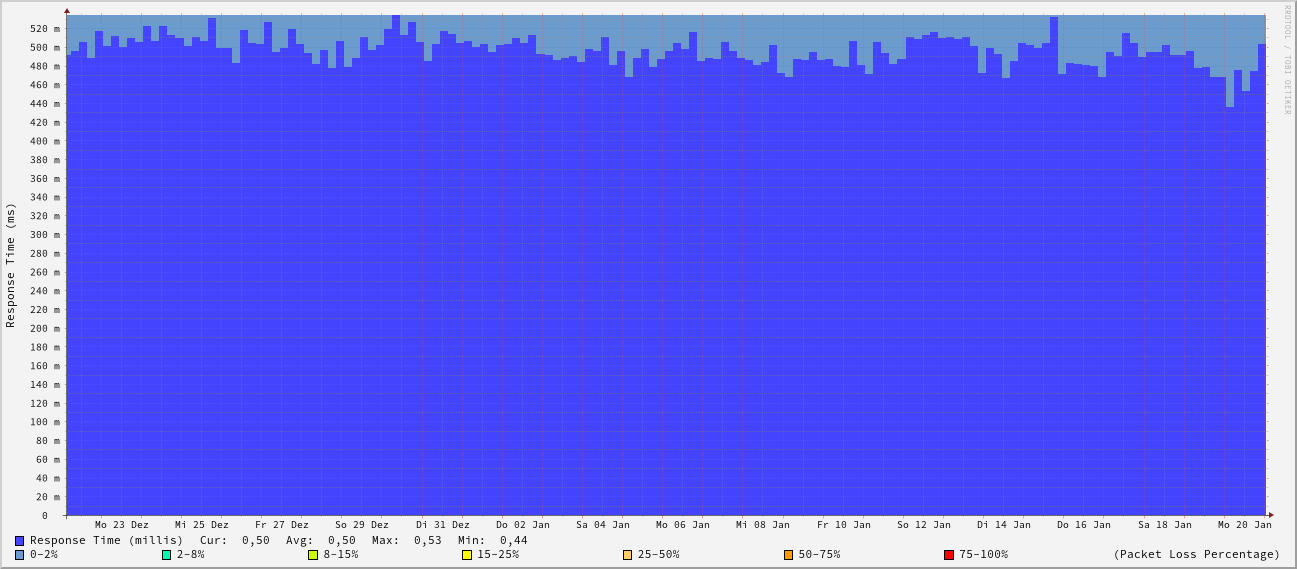 RRDTOOL / TOBI OETIKER
Response Time (ms)
520 m
500 m
480 m
460 m
440 m
420 m
400 m
380 m
360 m
340 m
320 m
300 m
280 m
260 m
240 m
220 m
200 m
180 m
160 m
140 m
120 m
100 m
80 m
60 m
40 m
20 m
0
Mo 23 Dez Mi 25 Dez Fr 27 Dez So 29 Dez Di 31 Dez Do 02 Jan Sa 04 Jan Mo 06 Jan Mi 08 Jan Fr 10 Jan So 12 Jan Di 14 Jan Do 16 Jan Sa 18 Jan Mo 20 Jan
Response Time (millis) Cur: 0,50 Avg: 0,50 Max: 0,53 Min: 0,44
0-2% 2-8% 8-15% 15-25% 25-50% 50-75% 75-100% (Packet Loss Percentage)